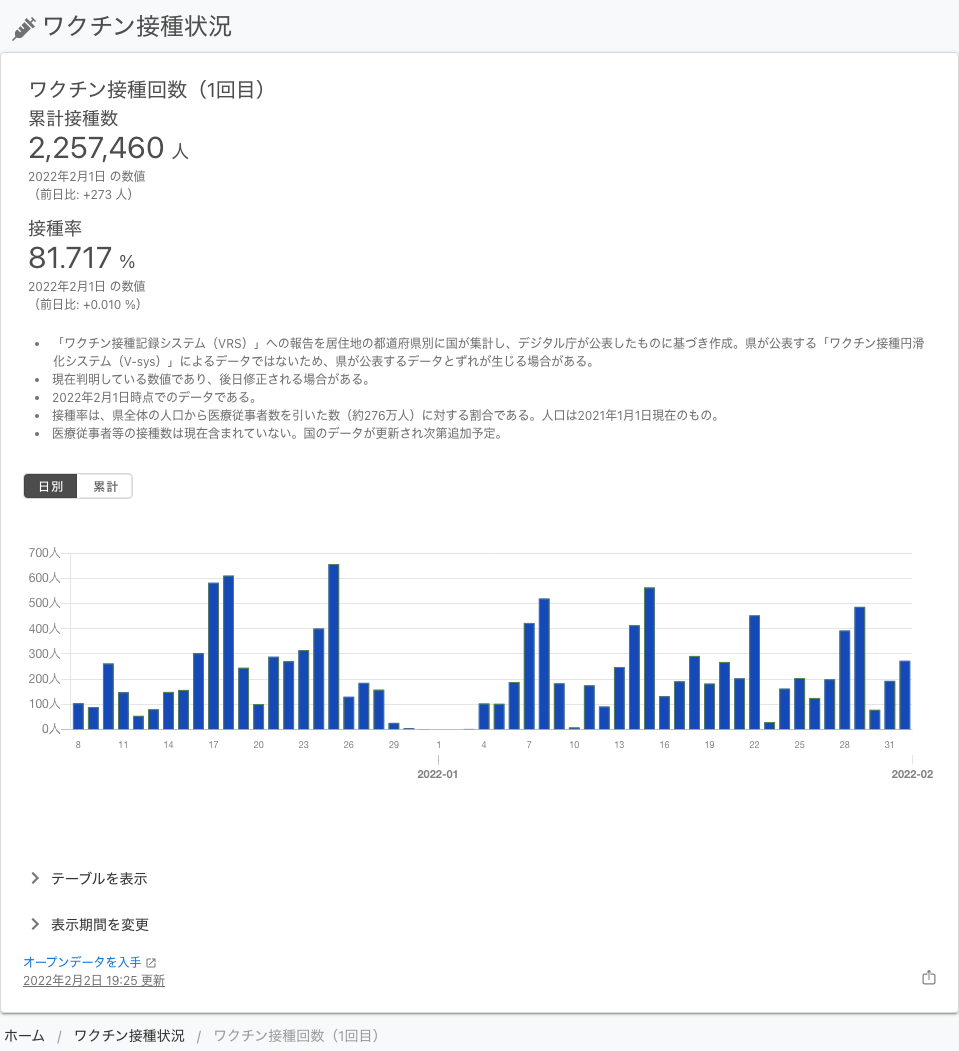 ワクチン接種状況
ワクチン接種回数（1回目）
累計接種数
2,257,460 人
2022年2月1日 の数値
（前日比: +273 人）
接種率
81.717 %
2022年2月1日 の数値
（前日比: +0.010 %）
• 「ワクチン接種記録システム（VRS）」への報告を居住地の都道府県別に国が集計し、デジタル庁が公表したものに基づき作成。県が公表する「ワクチン接種円滑
化システム（V-sys）」によるデータではないため、県が公表するデータとずれが生じる場合がある。
• 現在判明している数値であり、後日修正される場合がある。
• 2022年2月1日時点でのデータである。
• 接種率は、県全体の人口から医療従事者数を引いた数（約276万人）に対する割合である。人口は2021年1月1日現在のもの。
• 医療従事者等の接種数は現在含まれていない。国のデータが更新され次第追加予定。
日別 累計
700人
600人
500人
400人
300人
200人
100人
0人
8 11 14 17 20 23 26 29 1 4 7 10 13 16 19 22 25 28 31
2022-01 2022-02
テーブルを表示
表示期間を変更
オープンデータを入手
2022年2月2日 19:25 更新
ホーム / ワクチン接種状況 / ワクチン接種回数（1回目）